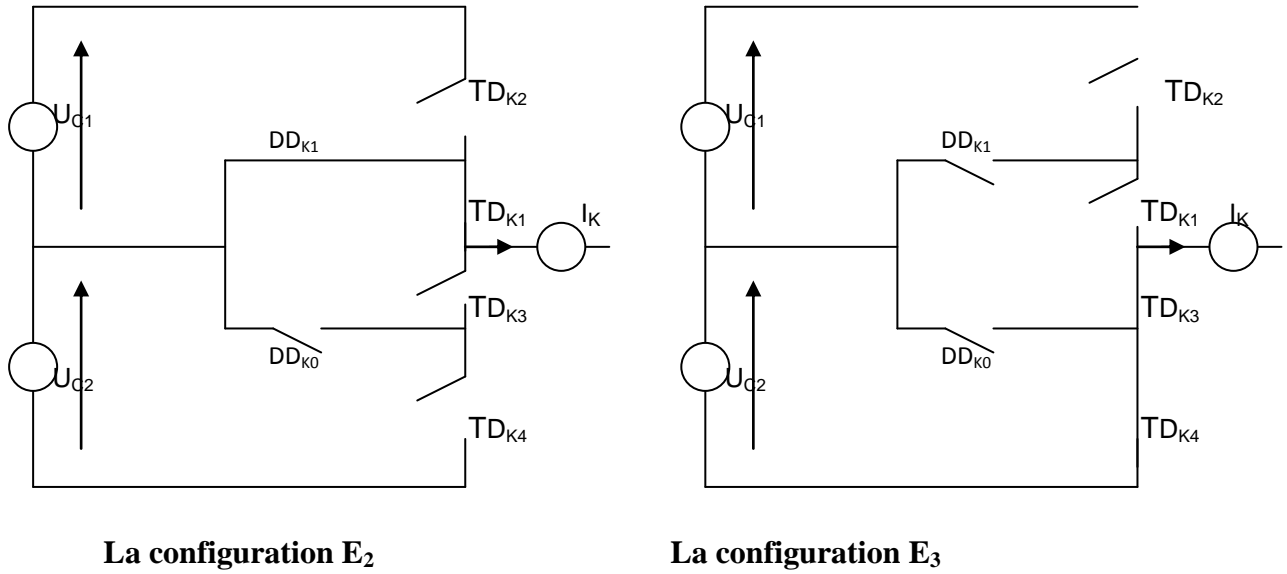 TDK2
UC1
DDK1
TDK1
IK
TDK3
DDK0
UC2
TDK4
La configuration E2
TDK2
UC1
DDK1
TDK1
IK
TDK3
DDK0
UC2
TDK4
La configuration E3